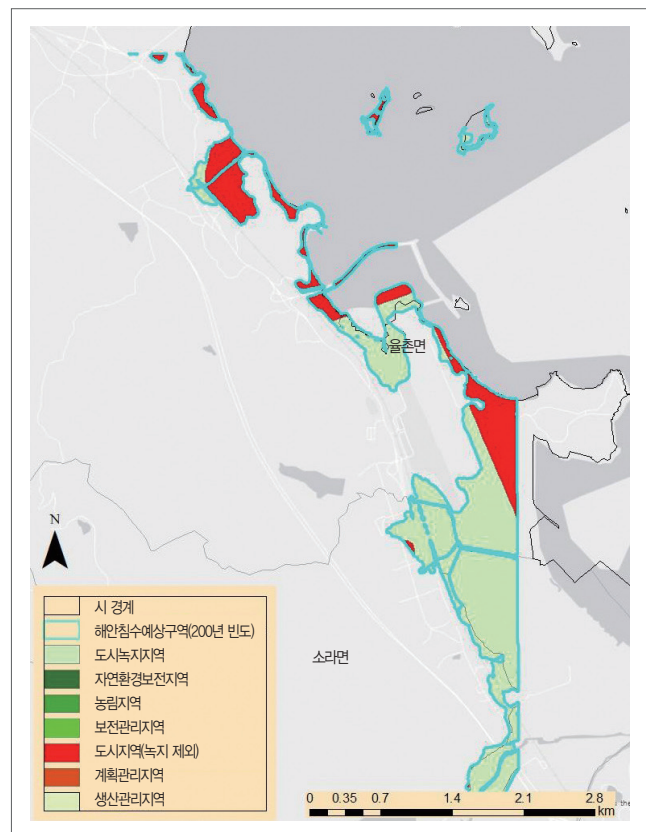 율촌면
N
소라면
시 경계
해안침수예상구역(200년 빈도)
도시녹지지역
자연환경보전지역
농림지역
보전관리지역
도시지역(녹지 제외)
계획관리지역
생산관리지역
0 0.35 0.7 1.4 2.1 2.8
km